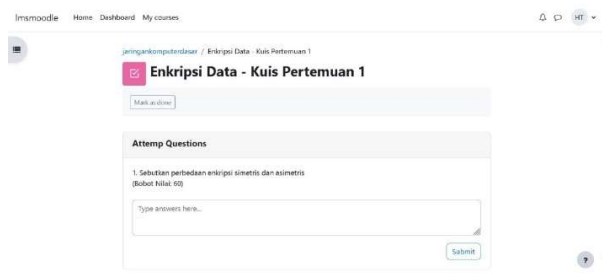 lmsmoodle Home Dashboard My courses HT
jaringankomputerdasar / Enkripsi Data - Kuis Pertemuan 1
Enkripsi Data - Kuis Pertemuan 1
Mark as done
Attemp Questions
1. Sebutkan perbedaan enkripsi simetris dan asimetris
(Bobot Nilai: 60)
Type answers here...
Submit
?